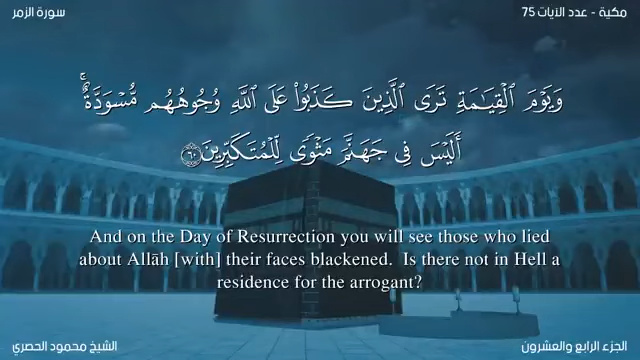 مكية - عدد الآيات 75
سورة الزمر
وَيَوْمَ ٱلْقِيَـٰمَةِ تَرَى ٱلَّذِينَ كَذَبُوا۟ عَلَى ٱللَّهِ وُجُوهُهُم مُّسْوَدَّةٌ ۚ
أَلَيْسَ فِى جَهَنَّمَ مَثْوًى لِّلْمُتَكَبِّرِينَ ٦٠
And on the Day of Resurrection you will see those who lied
about Allāh [with] their faces blackened.  Is there not in Hell a
residence for the arrogant?
الجزء الرابع والعشرون
الشيخ محمود الحصري